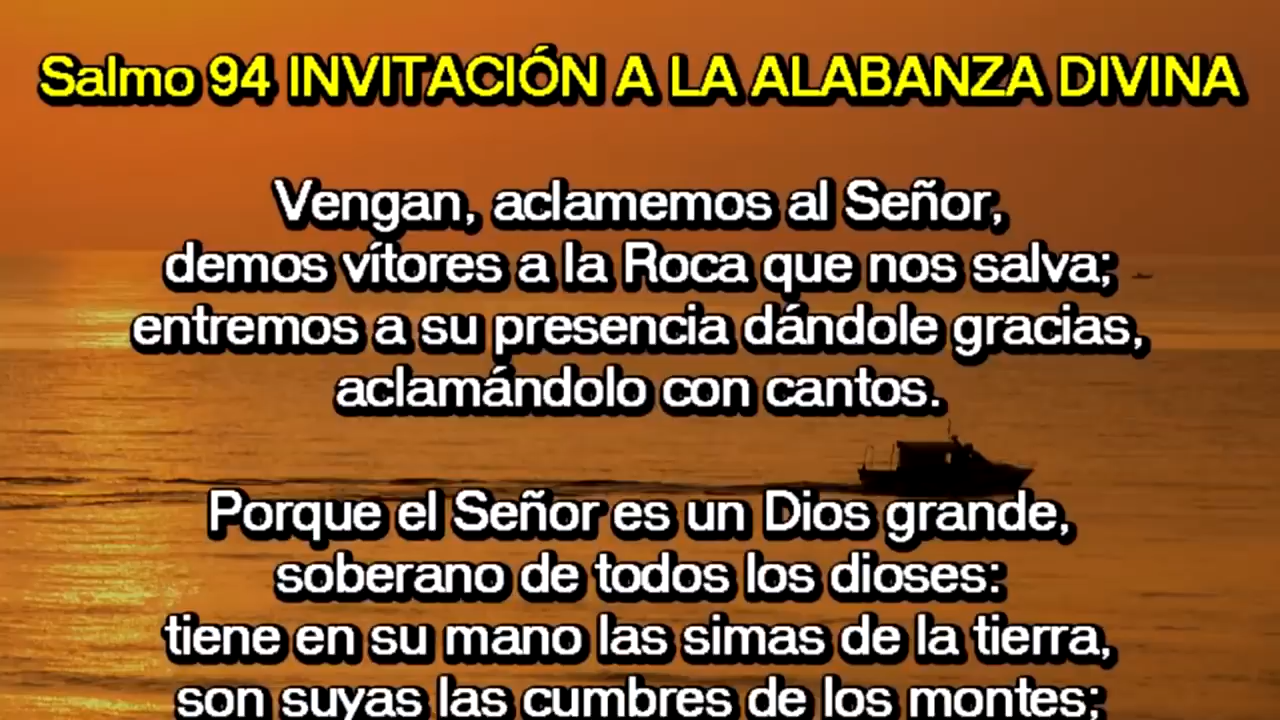 Salmo 94 INVITACIÓN A LA ALABANZA DIVINA
Vengan, aclamemos al Señor,
demos vítores a la Roca que nos salva;
entremos a su presencia dándole gracias,
aclamándolo con cantos.
Porque el Señor es un Dios grande,
soberano de todos los dioses:
tiene en su mano las simas de la tierra,
son suyas las cumbres de los montes;